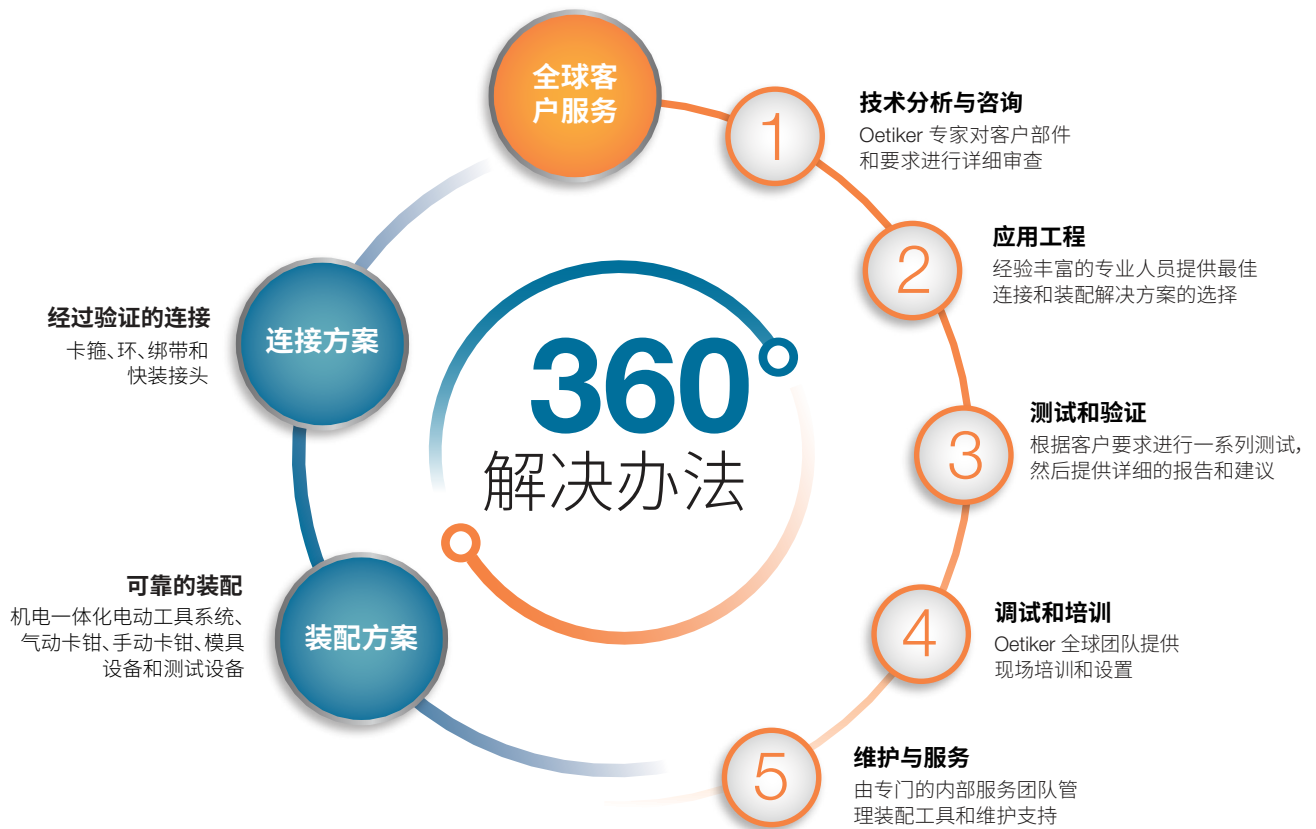 全球客
户服务
1
技术分析与咨询
Oetiker 专家对客户部件
和要求进行详细审查
2
应用工程
经验丰富的专业人员提供最佳
连接和装配解决方案的选择
3
测试和验证
根据客户要求进行一系列测试,
然后提供详细的报告和建议
4
调试和培训
Oetiker 全球团队提供
现场培训和设置
5
维护与服务
由专门的内部服务团队管
理装配工具和维护支持
经过验证的连接
卡箍、环、绑带和
快装接头
连接方案
可靠的装配
机电一体化电动工具系统、
气动卡钳、手动卡钳、模具
设备和测试设备
装配方案
360°
解决办法